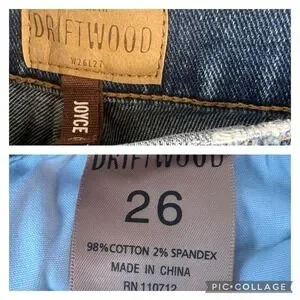 DRIFTWOOD
W26L27
JOYCE
DRIFTWOOD
26
98% COTTON 2% SPANDEX
MADE IN CHINA
RN 110712
PIC•COLLAGE